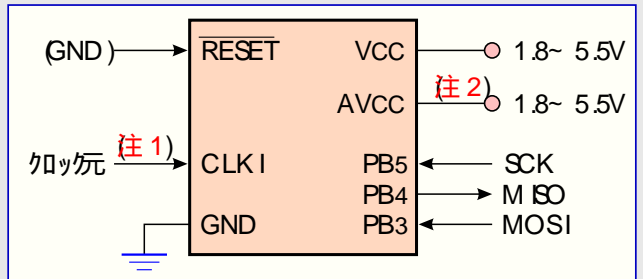 (GND) RESET VCC 1.8~ 5.5V
AVCC (注2) 1.8~ 5.5V
ｸﾛｯｸ元 (注1) CLKI PB5 SCK
PB4 MISO
GND PB3 MOSI